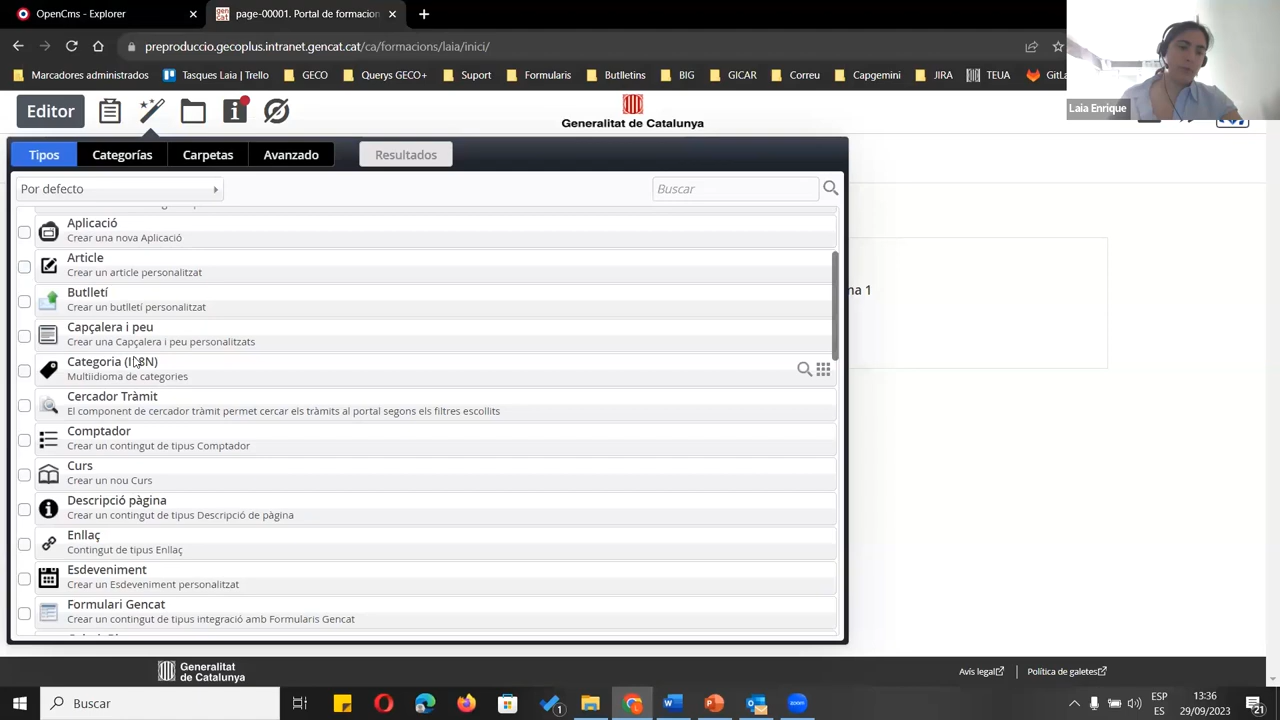 OpenCms - Explorer
page-00001. Portal de formacion
preproduccio.gecoplus.intranet.gencat.cat/ca/formacions/laia/inici/
Marcadores administrados
Tasques Laia | Trello
GECO
Querys Geco+
Suport
Formularis
Butlletins
BIG
GICAR
Correu
Capgemini
JIRA
TEUA
Laia Enrique
Editor
Generalitat de Catalunya
Tipos
Categorías
Carpetas
Avanzado
Resultados
Por defecto
Buscar
Aplicació
Crear una nova Aplicació
Article
Crear un article personalitzat
Butlletí
Crear un butlletí personalitzat
Capçalera i peu
Crear una Capçalera i peu personalitzats
Categoria (I18N)
Multiidioma de categories
Cercador Tràmit
El component de cercador tràmit permet cercar els tràmits al portal segons els filtres escollits
Comptador
Crear un contingut de tipus Comptador
Curs
Crear un nou Curs
Descripció pàgina
Crear un contingut de tipus Descripció de pàgina
Enllaç
Contingut de tipus Enllaç
Esdeveniment
Crear un Esdeveniment personalitzat
Formulari Gencat
Crear un contingut de tipus integració amb Formularis Gencat
ma 1
Generalitat
de Catalunya
Avís legal
Política de galetes
Buscar
1
ESP
ES
13:36
29/09/2023
21